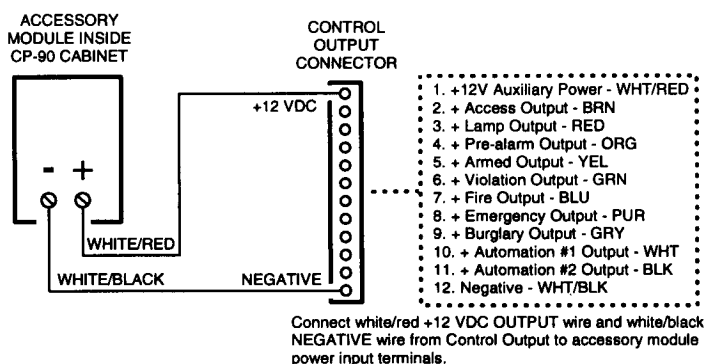 ACCESSORY
MODULE INSIDE
CP-90 CABINET
CONTROL
OUTPUT
CONNECTOR
- +
+12 VDC
WHITE/RED
WHITE/BLACK
NEGATIVE
1. +12V Auxiliary Power - WHT/RED
2. + Access Output - BRN
3. + Lamp Output - RED
4. + Pre-alarm Output - ORG
5. + Armed Output - YEL
6. + Violation Output - GRN
7. + Fire Output - BLU
8. + Emergency Output - PUR
9. + Burglary Output - GRY
10. + Automation #1 Output - WHT
11. + Automation #2 Output - BLK
12. Negative - WHT/BLK
Connect white/red +12 VDC OUTPUT wire and white/black
NEGATIVE wire from Control Output to accessory module
power input terminals.